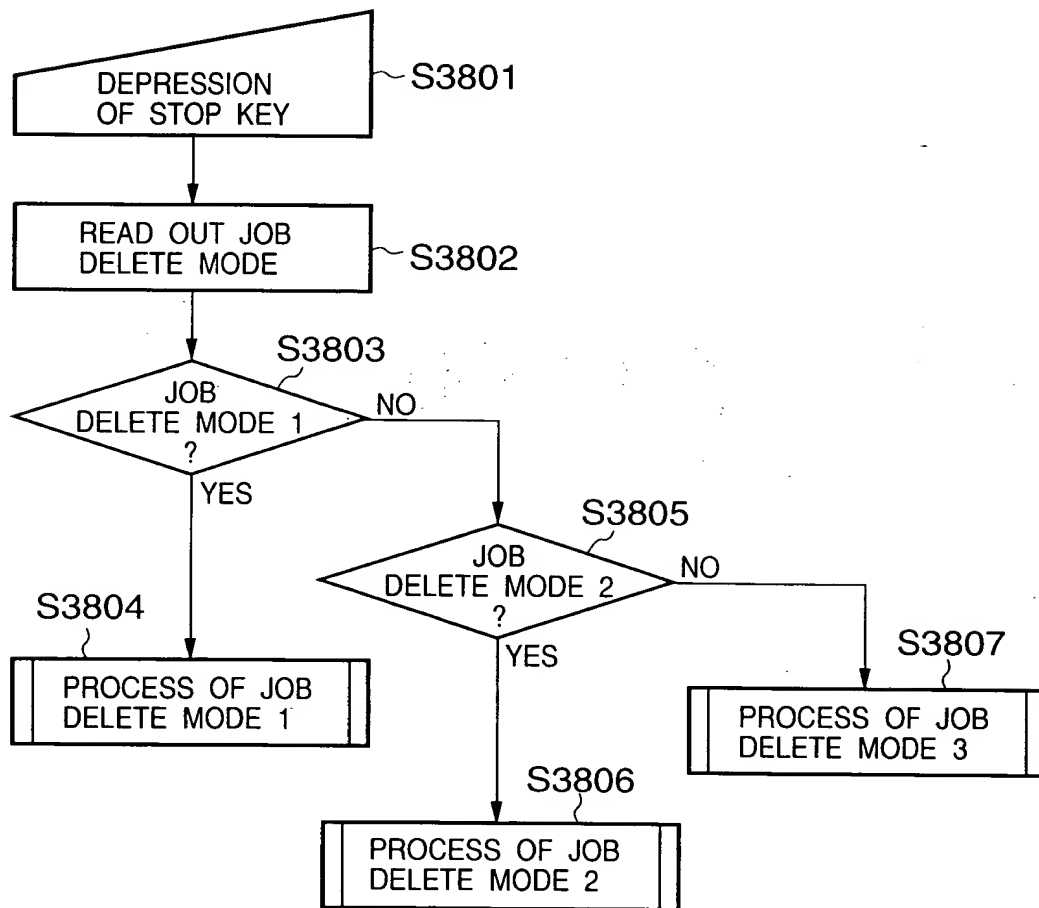 DEPRESSION
OF STOP KEY
S3801
READ OUT JOB
DELETE MODE
S3802
S3803
JOB
DELETE MODE 1
?
NO
YES
S3805
JOB
DELETE MODE 2
?
NO
YES
S3804
PROCESS OF JOB
DELETE MODE 1
S3807
PROCESS OF JOB
DELETE MODE 3
S3806
PROCESS OF JOB
DELETE MODE 2